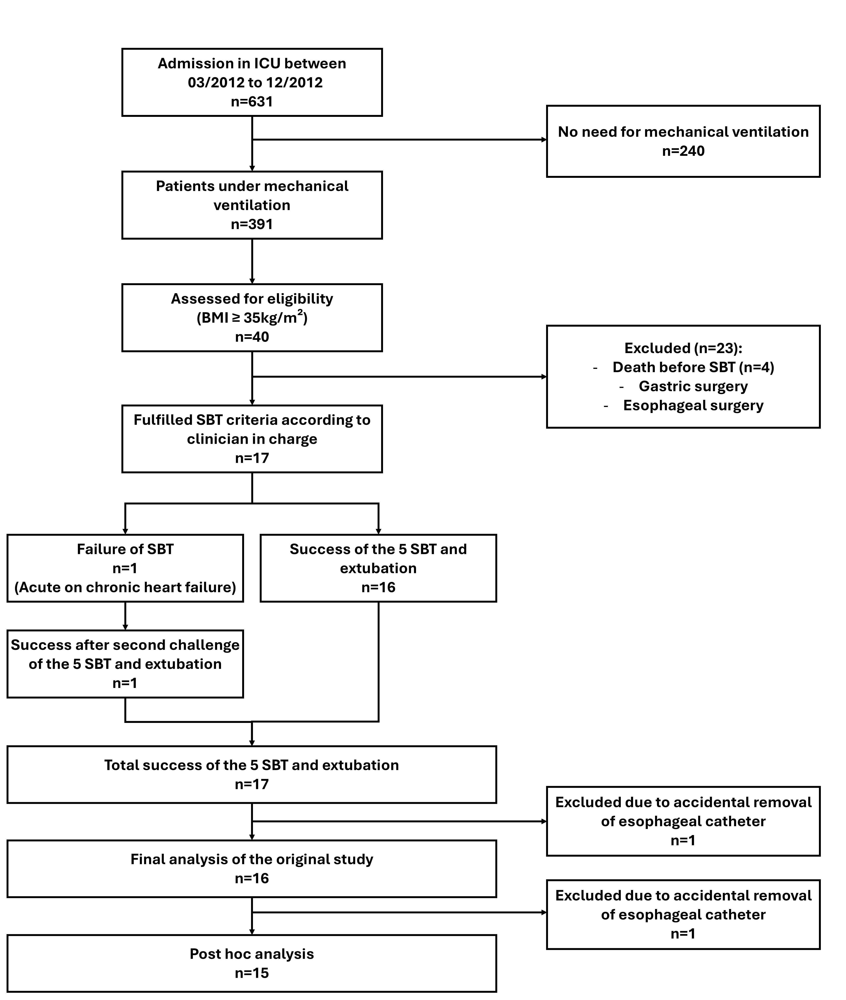 Admission in ICU between
03/2012 to 12/2012
n=631
No need for mechanical ventilation
n=240
Patients under mechanical
ventilation
n=391
Assessed for eligibility
(BMI ≥ 35kg/m²)
n=40
Excluded (n=23):
- Death before SBT (n=4)
- Gastric surgery
- Esophageal surgery
Fulfilled SBT criteria according to
clinician in charge
n=17
Failure of SBT
n=1
(Acute on chronic heart failure)
Success of the 5 SBT and
extubation
n=16
Success after second challenge
of the 5 SBT and extubation
n=1
Total success of the 5 SBT and extubation
n=17
Excluded due to accidental removal
of esophageal catheter
n=1
Final analysis of the original study
n=16
Excluded due to accidental removal
of esophageal catheter
n=1
Post hoc analysis
n=15